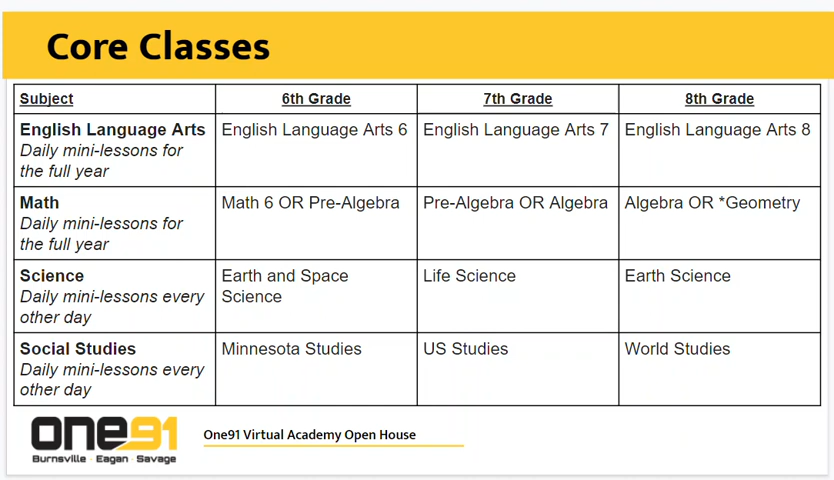 Core Classes
Subject 6th Grade 7th Grade 8th Grade
English Language Arts English Language Arts 6 English Language Arts 7 English Language Arts 8
Daily mini-lessons for
the full year
Math Math 6 OR Pre-Algebra Pre-Algebra OR Algebra Algebra OR *Geometry
Daily mini-lessons for
the full year
Science Earth and Space Life Science Earth Science
Daily mini-lessons every Science
other day
Social Studies Minnesota Studies US Studies World Studies
Daily mini-lessons every
other day
one91
Burnsville · Eagan · Savage
One91 Virtual Academy Open House